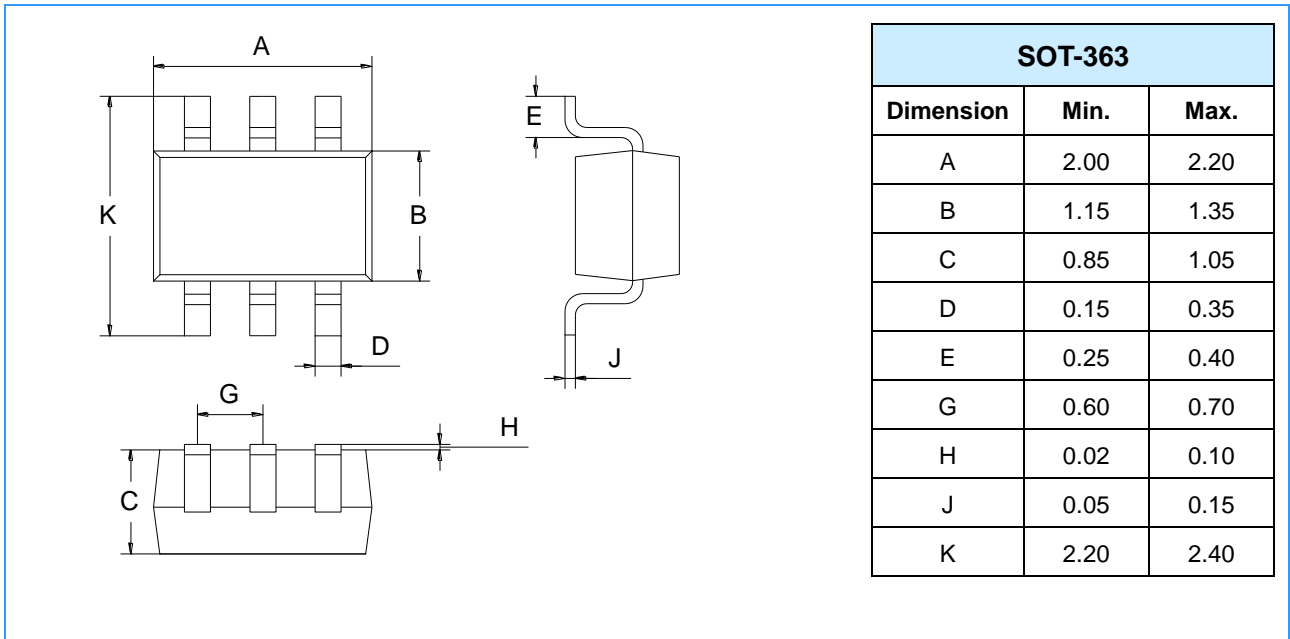 A
K
B
D
G
C
H
E
J
SOT-363
Dimension Min. Max.
A 2.00 2.20
B 1.15 1.35
C 0.85 1.05
D 0.15 0.35
E 0.25 0.40
G 0.60 0.70
H 0.02 0.10
J 0.05 0.15
K 2.20 2.40